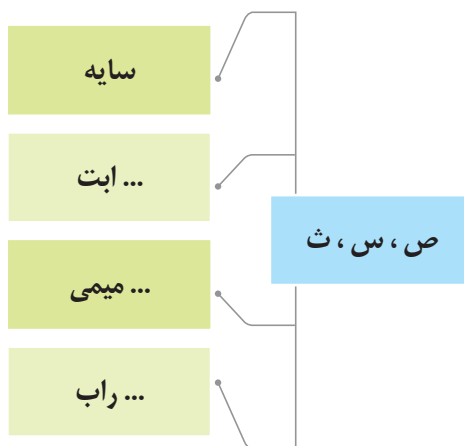 سایه
... ابت
ص ، س ، ث
... میمی
... راب